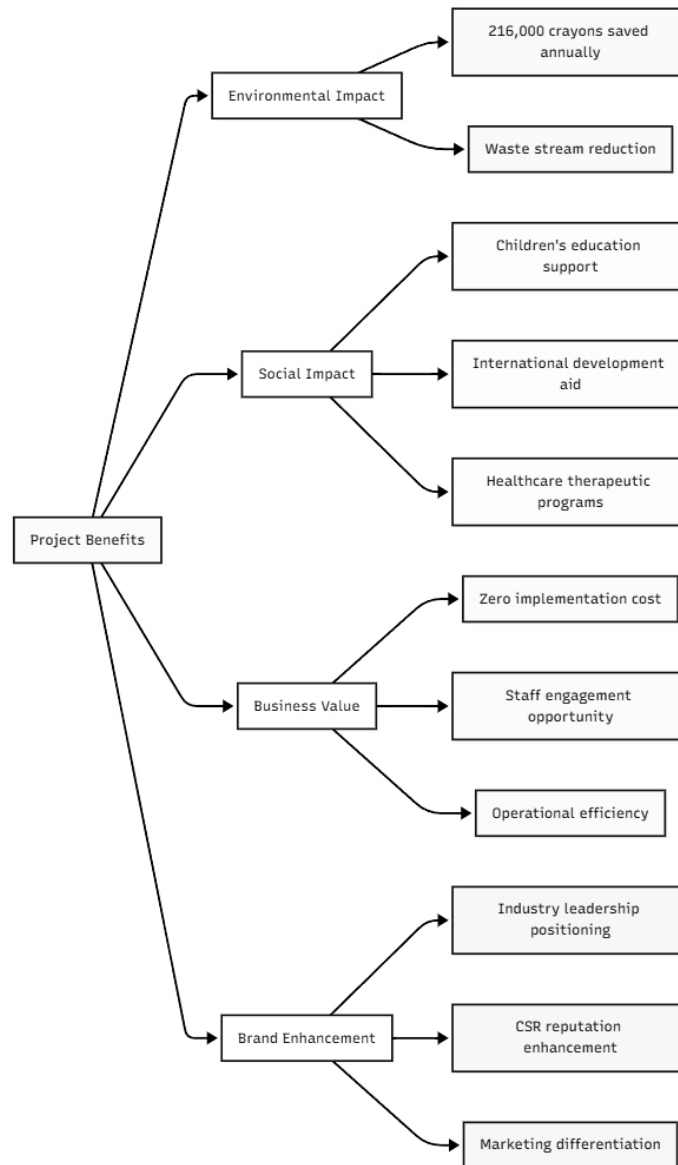 216,000 crayons saved
annually
Environmental Impact
Waste stream reduction
Children's education
support
Social Impact
International development
aid
Healthcare therapeutic
programs
Project Benefits
Zero implementation cost
Business Value
Staff engagement
opportunity
Operational efficiency
Industry leadership
positioning
Brand Enhancement
CSR reputation
enhancement
Marketing differentiation